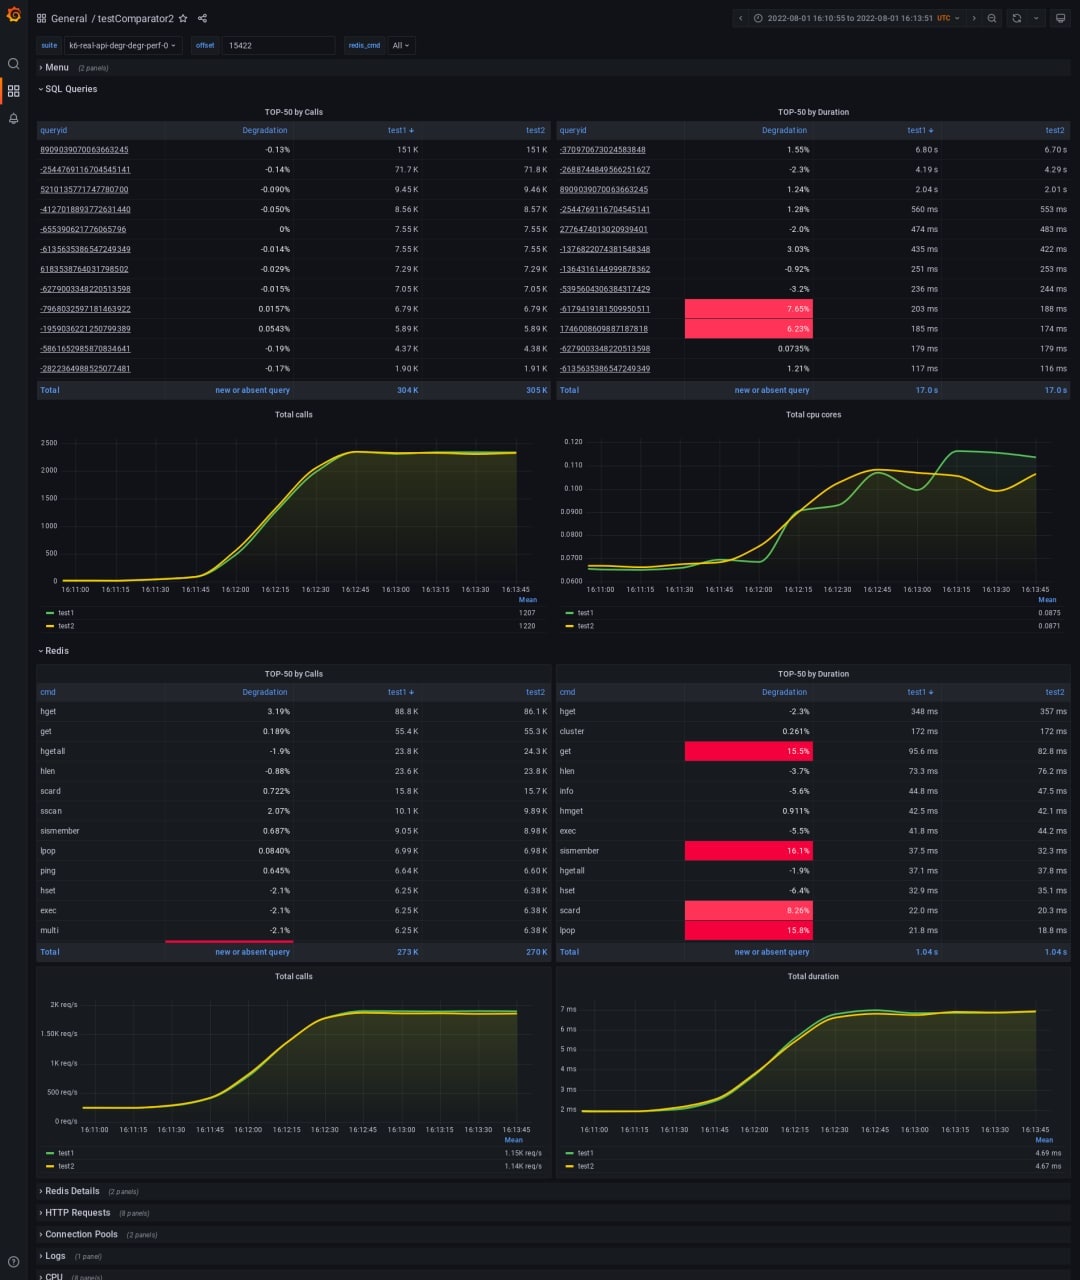 General / testComparator2
2022-08-01 16:10:55 to 2022-08-01 16:13:51 UTC
suite k6-real-api-degr-degr-perf-0 offset 15422 redis_cmd All
Menu (2 panels)
SQL Queries
TOP-50 by Calls
queryid Degradation test1 test2
8909039070063663245 -0.13% 151 K 151 K
-2544769116704545141 -0.14% 71.7 K 71.8 K
5210135771747780700 -0.090% 9.45 K 9.46 K
-4127018893772631440 -0.050% 8.56 K 8.57 K
-655390621776065796 0% 7.55 K 7.55 K
-6135635386547249349 -0.014% 7.55 K 7.55 K
6183538764031798502 -0.029% 7.29 K 7.29 K
-6279003348220513598 -0.015% 7.05 K 7.05 K
-7968032597181463922 0.0157% 6.79 K 6.79 K
-1959036221250799389 0.0543% 5.89 K 5.89 K
-5861652985870834641 -0.19% 4.37 K 4.38 K
-2822364988525077481 -0.17% 1.90 K 1.91 K
Total new or absent query 304 K 305 K
TOP-50 by Duration
queryid Degradation test1 test2
-370970673024583848 1.55% 6.80 s 6.70 s
-2688744849566251627 -2.3% 4.19 s 4.29 s
8909039070063663245 1.24% 2.04 s 2.01 s
-2544769116704545141 1.28% 560 ms 553 ms
2776474013020939401 -2.0% 474 ms 483 ms
-1376822074381548348 3.03% 435 ms 422 ms
-1364316144999878362 -0.92% 251 ms 253 ms
-5395604306384317429 -3.2% 236 ms 244 ms
-6179419181509950511 7.65% 203 ms 188 ms
1746008609887187818 6.23% 185 ms 174 ms
-6279003348220513598 0.0735% 179 ms 179 ms
-6135635386547249349 1.21% 117 ms 116 ms
Total new or absent query 17.0 s 17.0 s
Total calls
2500
2000
1500
1000
500
0
16:11:00 16:11:15 16:11:30 16:11:45 16:12:00 16:12:15 16:12:30 16:12:45 16:13:00 16:13:15 16:13:30 16:13:45
Mean
test1 1207
test2 1220
Total cpu cores
0.120
0.110
0.100
0.0900
0.0800
0.0700
0.0600
16:11:00 16:11:15 16:11:30 16:11:45 16:12:00 16:12:15 16:12:30 16:12:45 16:13:00 16:13:15 16:13:30 16:13:45
Mean
test1 0.0875
test2 0.0871
Redis
TOP-50 by Calls
cmd Degradation test1 test2
hget 3.19% 88.8 K 86.1 K
get 0.189% 55.4 K 55.3 K
hgetall -1.9% 23.8 K 24.3 K
hlen -0.88% 23.6 K 23.8 K
scard 0.722% 15.8 K 15.7 K
sscan 2.07% 10.1 K 9.89 K
sismember 0.687% 9.05 K 8.98 K
lpop 0.0840% 6.99 K 6.98 K
ping 0.645% 6.64 K 6.60 K
hset -2.1% 6.25 K 6.38 K
exec -2.1% 6.25 K 6.38 K
multi -2.1% 6.25 K 6.38 K
Total new or absent query 273 K 270 K
TOP-50 by Duration
cmd Degradation test1 test2
hget -2.3% 348 ms 357 ms
cluster 0.261% 172 ms 172 ms
get 15.5% 95.6 ms 82.8 ms
hlen -3.7% 73.3 ms 76.2 ms
info -5.6% 44.8 ms 47.5 ms
hmget 0.911% 42.5 ms 42.1 ms
exec -5.5% 41.8 ms 44.2 ms
sismember 16.1% 37.5 ms 32.3 ms
hgetall -1.9% 37.1 ms 37.8 ms
hset -6.4% 32.9 ms 35.1 ms
scard 8.26% 22.0 ms 20.3 ms
lpop 15.8% 21.8 ms 18.8 ms
Total new or absent query 1.04 s 1.04 s
Total calls
2K req/s
1.50K req/s
1K req/s
500 req/s
0 req/s
16:11:00 16:11:15 16:11:30 16:11:45 16:12:00 16:12:15 16:12:30 16:12:45 16:13:00 16:13:15 16:13:30 16:13:45
Mean
test1 1.15K req/s
test2 1.14K req/s
Total duration
7 ms
6 ms
5 ms
4 ms
3 ms
2 ms
16:11:00 16:11:15 16:11:30 16:11:45 16:12:00 16:12:15 16:12:30 16:12:45 16:13:00 16:13:15 16:13:30 16:13:45
Mean
test1 4.69 ms
test2 4.67 ms
Redis Details (2 panels)
HTTP Requests (8 panels)
Connection Pools (2 panels)
Logs (1 panel)
CPU (8 panels)